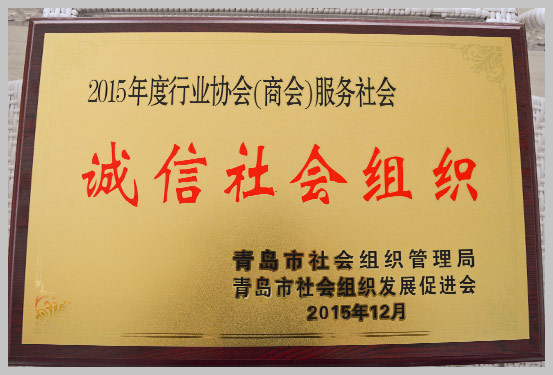 2015年度行业协会(商会)服务社会
诚信社会组织
青岛市社会组织管理局
青岛市社会组织发展促进会
2015年12月